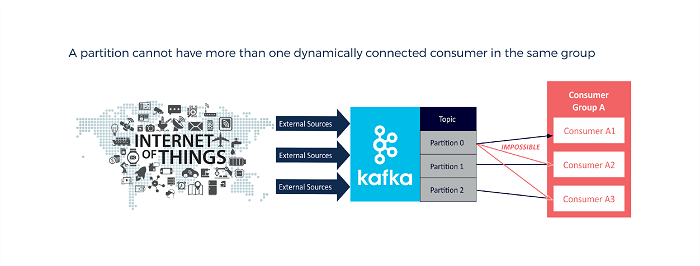 A partition cannot have more than one dynamically connected consumer in the same group
INTERNET
OF THINGS
External Sources
External Sources
External Sources
kafka
Topic
Partition 0
Partition 1
Partition 2
IMPOSSIBLE
Consumer
Group A
Consumer A1
Consumer A2
Consumer A3